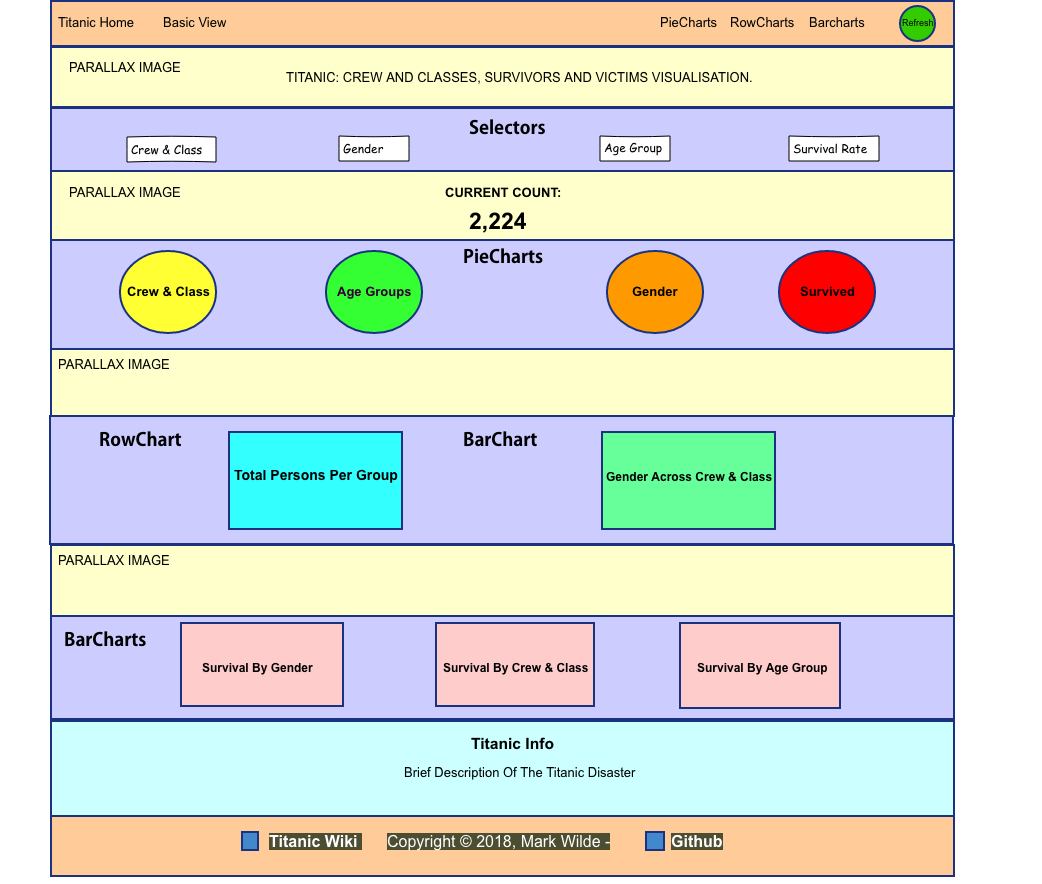 Titanic Home Basic View PieCharts RowCharts Barcharts Refresh
PARALLAX IMAGE
TITANIC: CREW AND CLASSES, SURVIVORS AND VICTIMS VISUALISATION.
Selectors
Crew & Class Gender Age Group Survival Rate
PARALLAX IMAGE CURRENT COUNT:
2,224
PieCharts
Crew & Class Age Groups Gender Survived
PARALLAX IMAGE
RowChart BarChart
Total Persons Per Group Gender Across Crew & Class
PARALLAX IMAGE
BarCharts
Survival By Gender Survival By Crew & Class Survival By Age Group
Titanic Info
Brief Description Of The Titanic Disaster
Titanic Wiki Copyright © 2018, Mark Wilde - Github